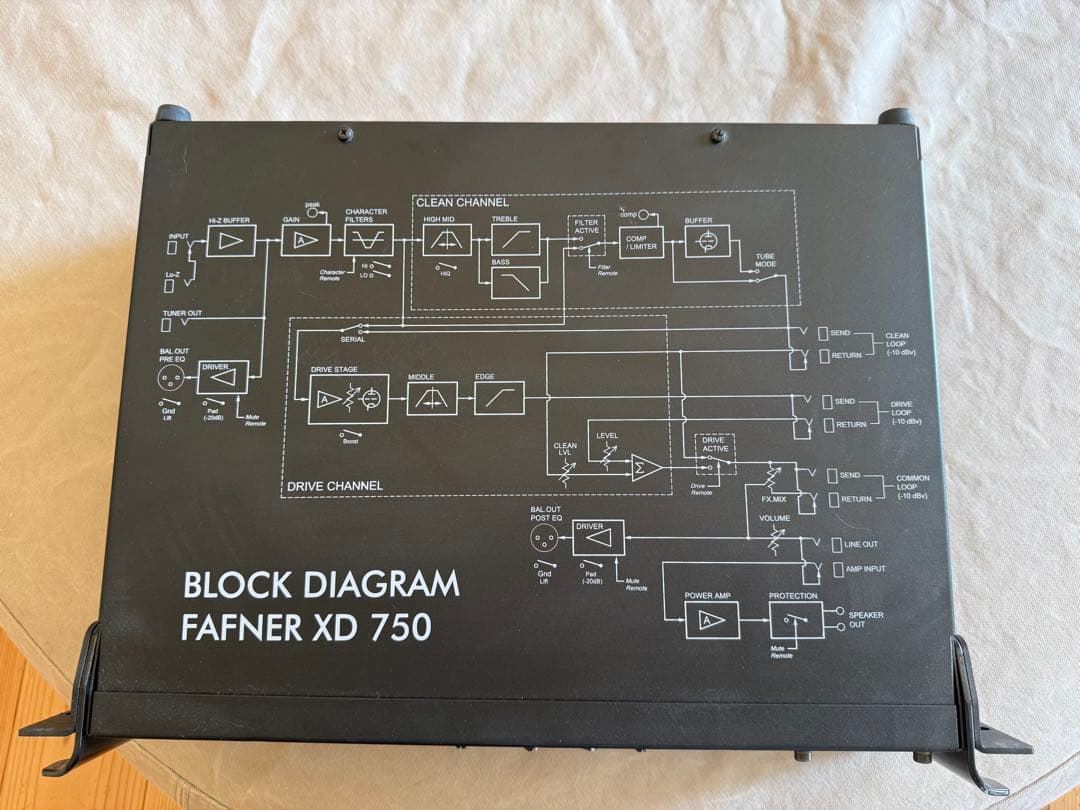 CLEAN CHANNEL
peak
HI-Z BUFFER
GAIN
CHARACTER
FILTERS
HIGH MID
TREBLE
FILTER
ACTIVE
comp
BUFFER
INPUT
A
COMP
/ LIMITER
Lo-Z
Character
Remote
HI
LO
HIG
BASS
Filter
Remote
TUBE
MODE
TUNER OUT
SERIAL
SEND
RETURN
CLEAN
LOOP
(-10 dBv)
BAL.OUT
PRE EQ
DRIVER
Gnd
Lift
Pad
(-20dB)
Mute
Remote
DRIVE STAGE
MIDDLE
EDGE
A
Boost
SEND
RETURN
DRIVE
LOOP
(-10 dBv)
CLEAN
LVL
LEVEL
Σ
DRIVE
ACTIVE
Drive
Remote
DRIVE CHANNEL
FX.MIX
SEND
RETURN
COMMON
LOOP
(-10 dBv)
BAL.OUT
POST EQ
DRIVER
Gnd
Lift
Pad
(-20dB)
Mute
Remote
VOLUME
LINE OUT
AMP INPUT
POWER AMP
A
PROTECTION
Mute
Remote
SPEAKER
OUT
BLOCK DIAGRAM
FAFNER XD 750